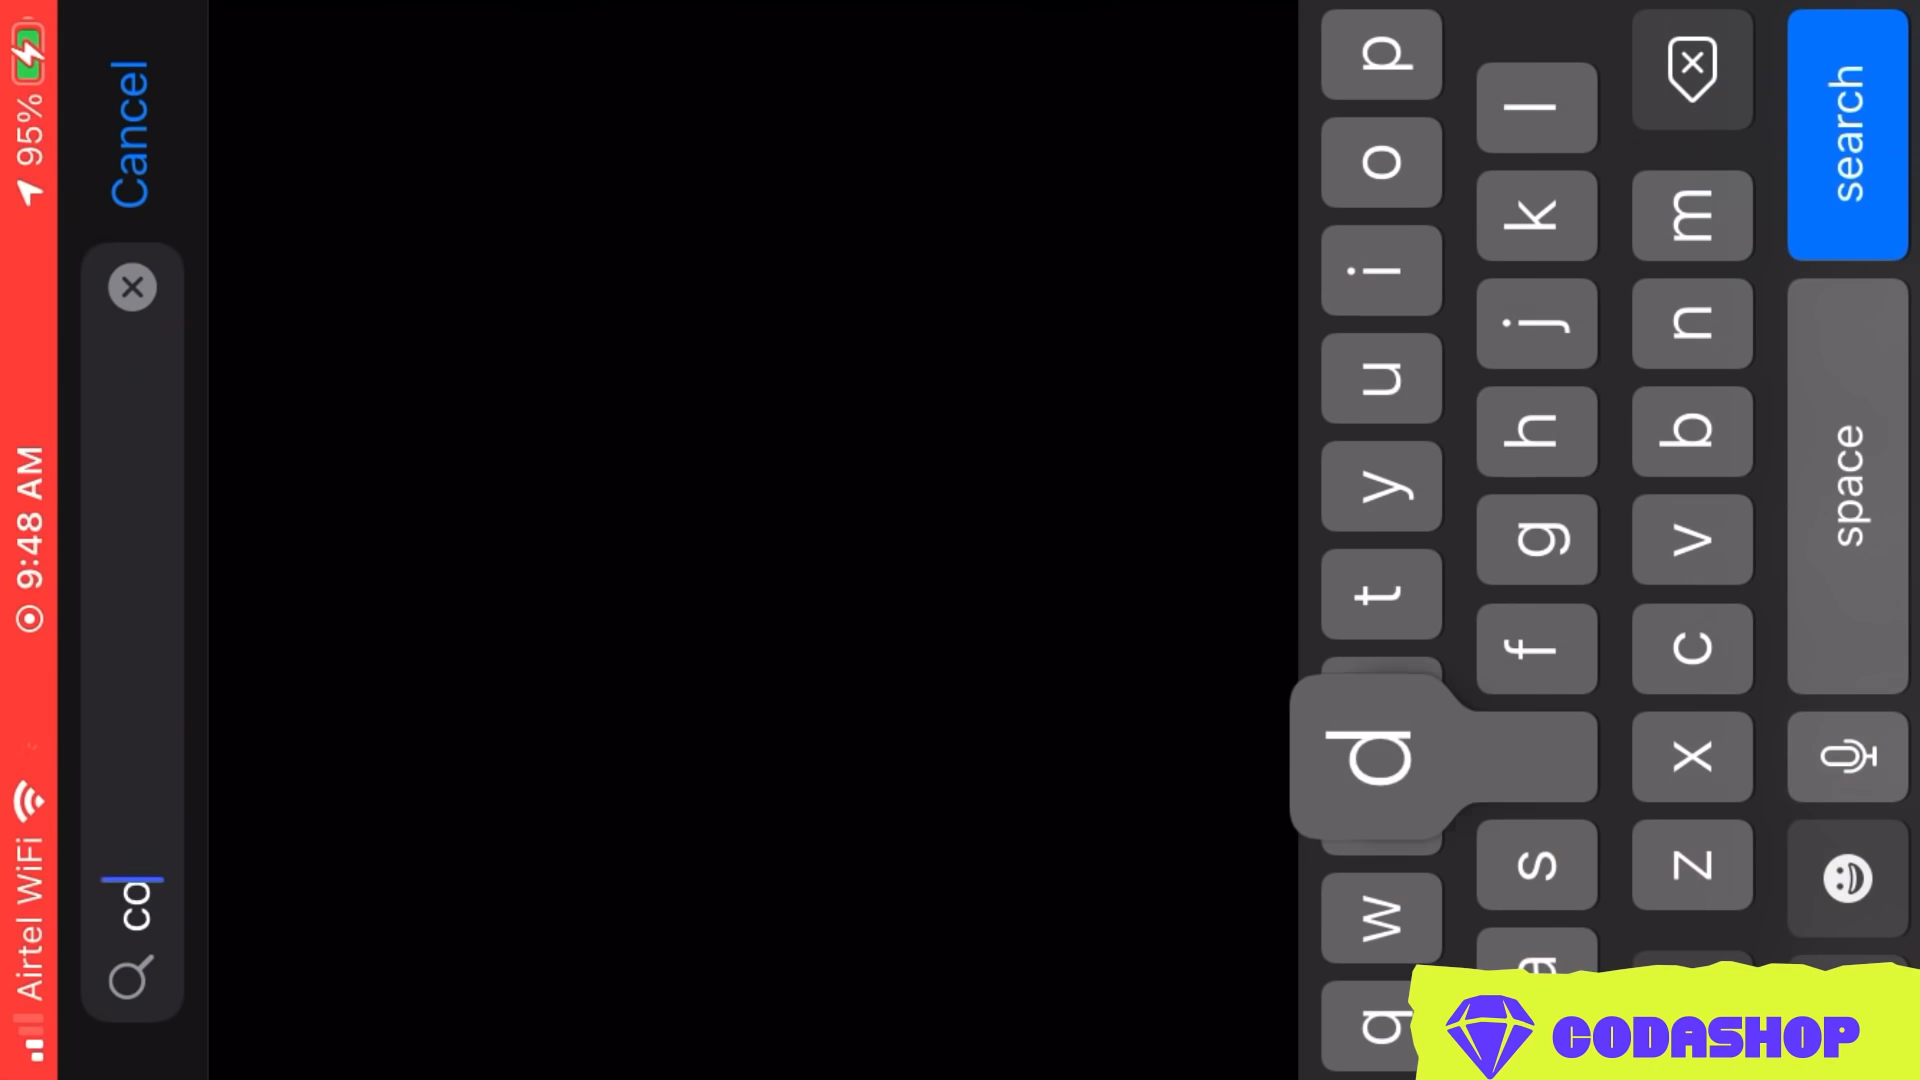 Airtel WiFi 9:48 AM 95%
co
Cancel
q w t y u i o p
d
a s f g h j k l
z x c v b n m
space search
CODASHOP